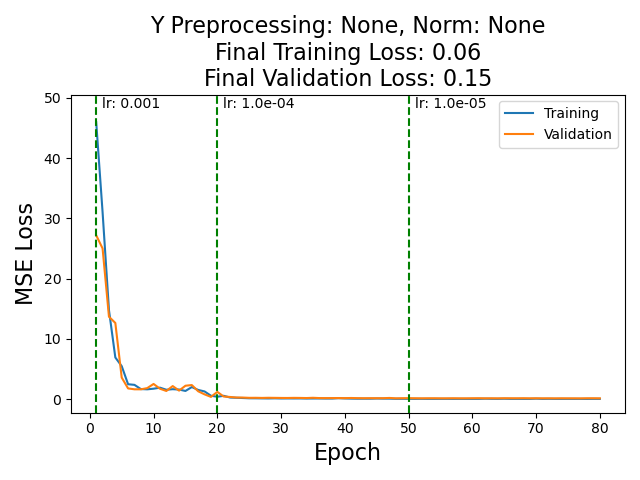 Y Preprocessing: None, Norm: None
Final Training Loss: 0.06
Final Validation Loss: 0.15
lr: 0.001
lr: 1.0e-04
lr: 1.0e-05
Training
Validation
MSE Loss
50
40
30
20
10
0
0 10 20 30 40 50 60 70 80
Epoch